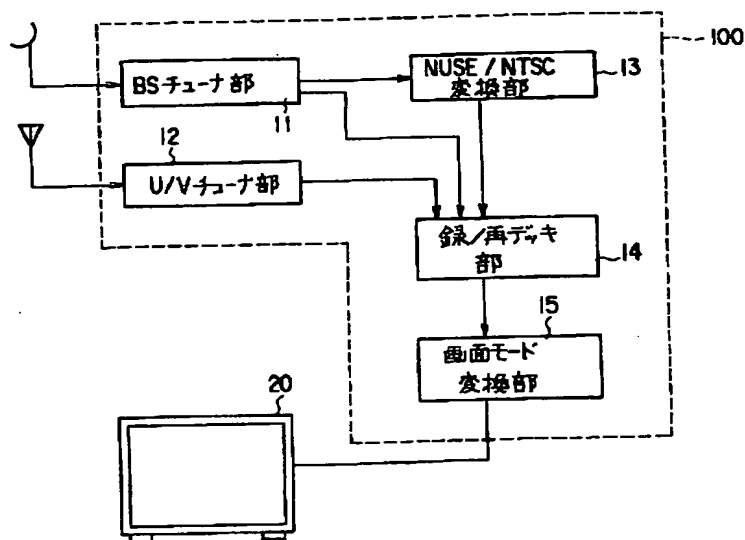 100
BSチューナ部
11
NUSE/NTSC
変換部
13
12
U/Vチューナ部
録/再デッキ
部
14
15
画面モード
変換部
20